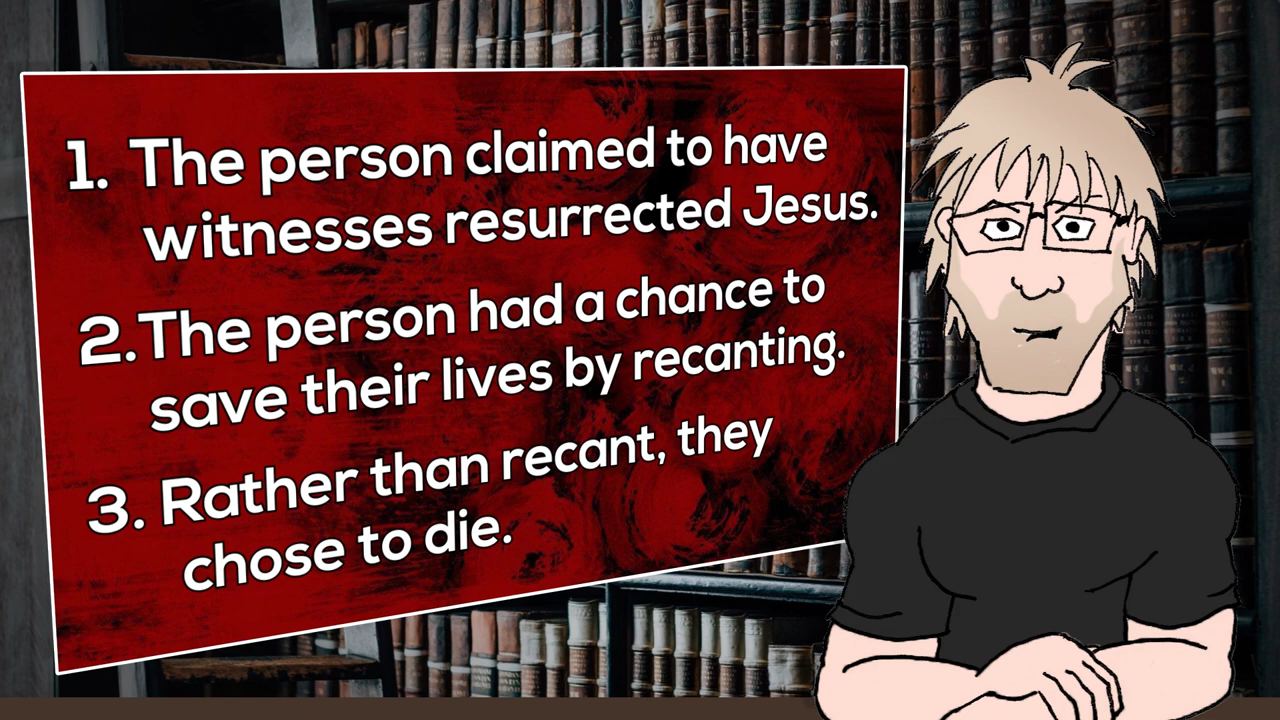 1. The person claimed to have
witnesses resurrected Jesus.
2. The person had a chance to
save their lives by recanting.
3. Rather than recant, they
chose to die.